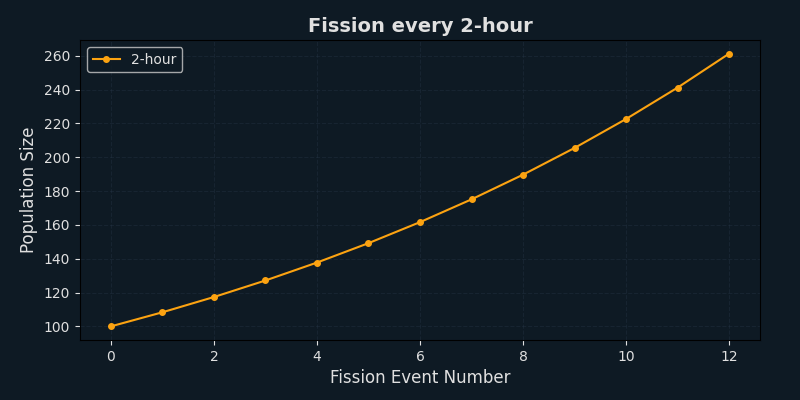 Fission every 2-hour
2-hour
Population Size
260
240
220
200
180
160
140
120
100
0 2 4 6 8 10 12
Fission Event Number